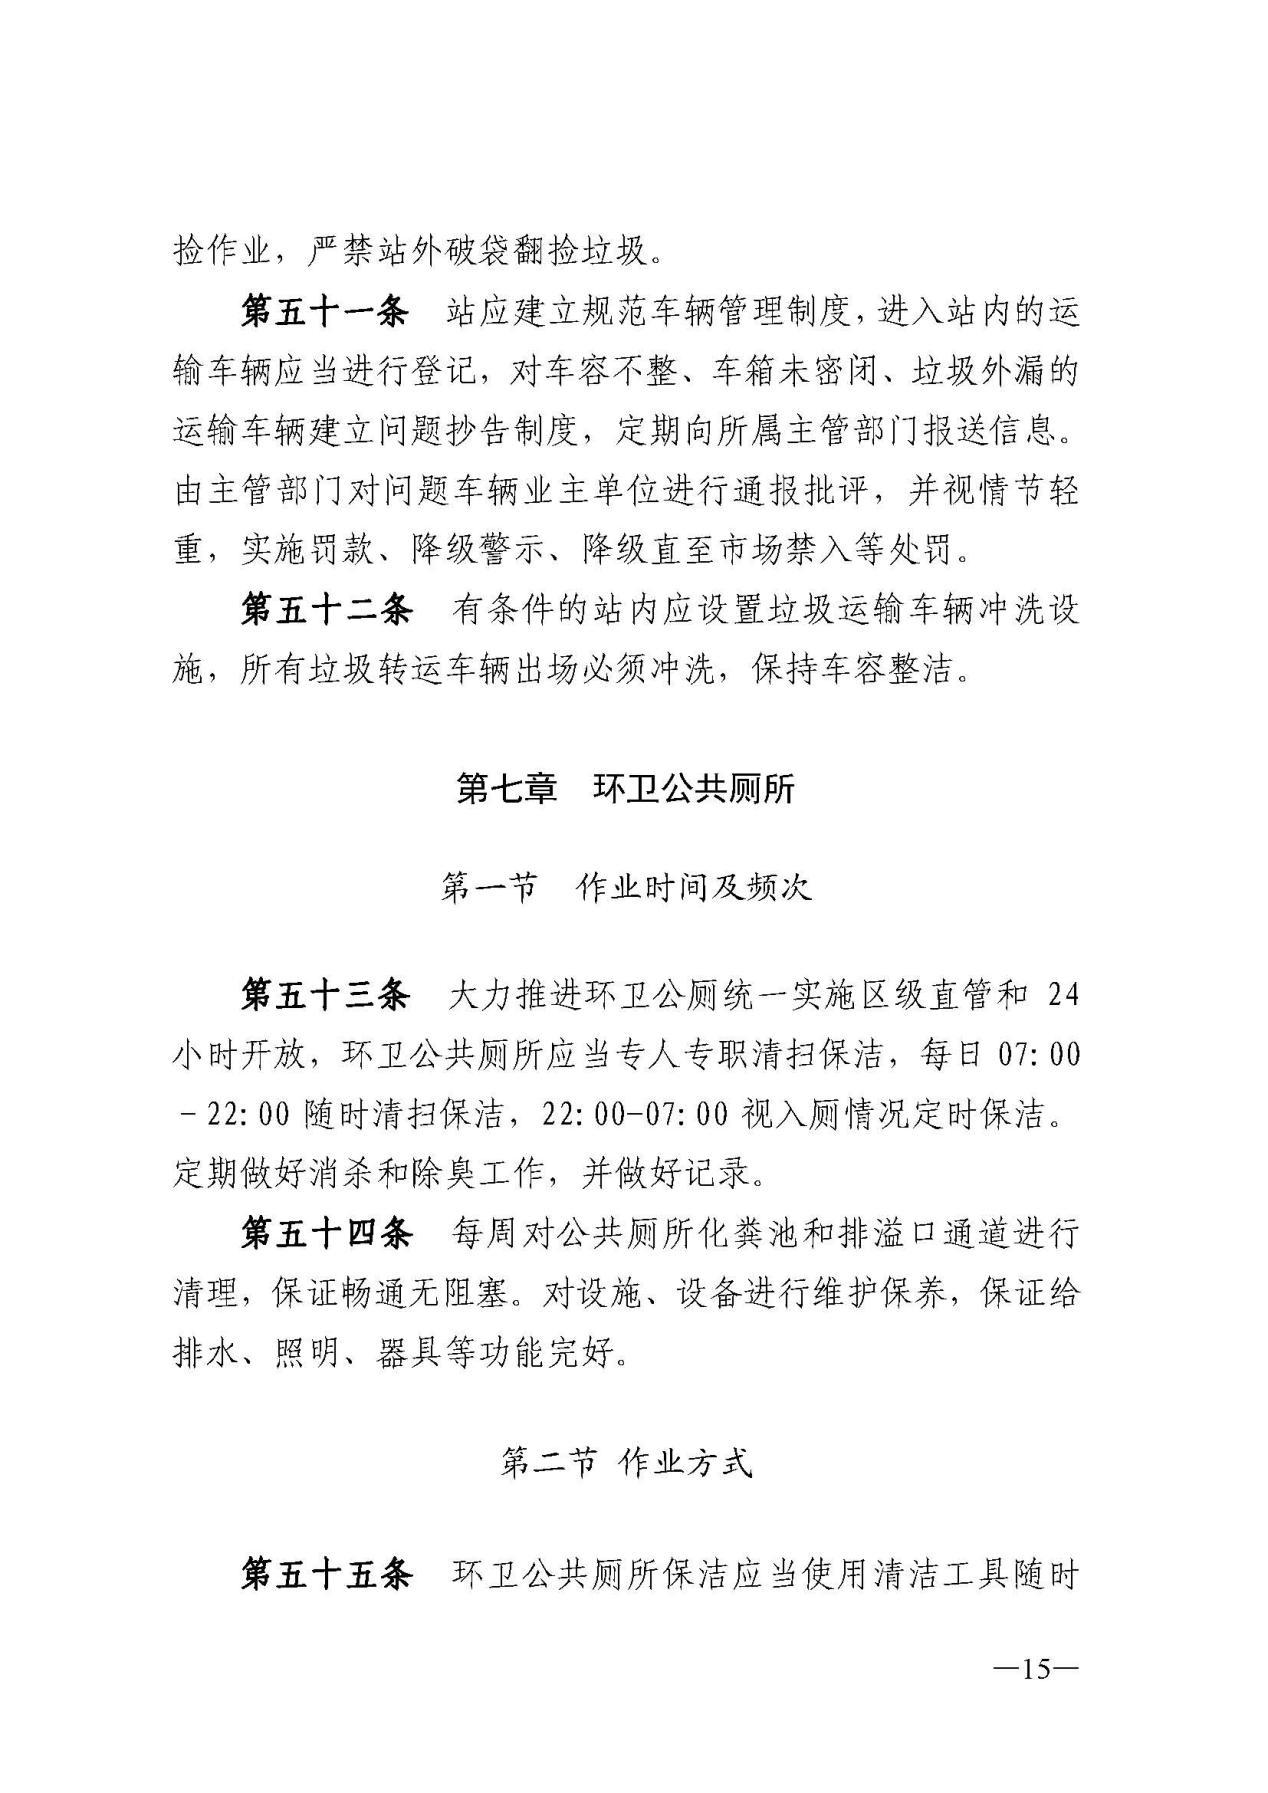 捡作业，严禁站外破袋翻捡垃圾。
第五十一条 站应建立规范车辆管理制度，进入站内的运
输车辆应当进行登记，对车容不整、车箱未密闭、垃圾外漏的
运输车辆建立问题抄告制度，定期向所属主管部门报送信息。
由主管部门对问题车辆业主单位进行通报批评，并视情节轻
重，实施罚款、降级警示、降级直至市场禁入等处罚。
第五十二条 有条件的站内应设置垃圾运输车辆冲洗设
施，所有垃圾转运车辆出场必须冲洗，保持车容整洁。
第七章 环卫公共厕所
第一节 作业时间及频次
第五十三条 大力推进环卫公厕统一实施区级直管和 24
小时开放，环卫公共厕所应当专人专职清扫保洁，每日 07:00
－22:00 随时清扫保洁，22:00-07:00 视入厕情况定时保洁。
定期做好消杀和除臭工作，并做好记录。
第五十四条 每周对公共厕所化粪池和排溢口通道进行
清理，保证畅通无阻塞。对设施、设备进行维护保养，保证给
排水、照明、器具等功能完好。
第二节 作业方式
第五十五条 环卫公共厕所保洁应当使用清洁工具随时
—15—